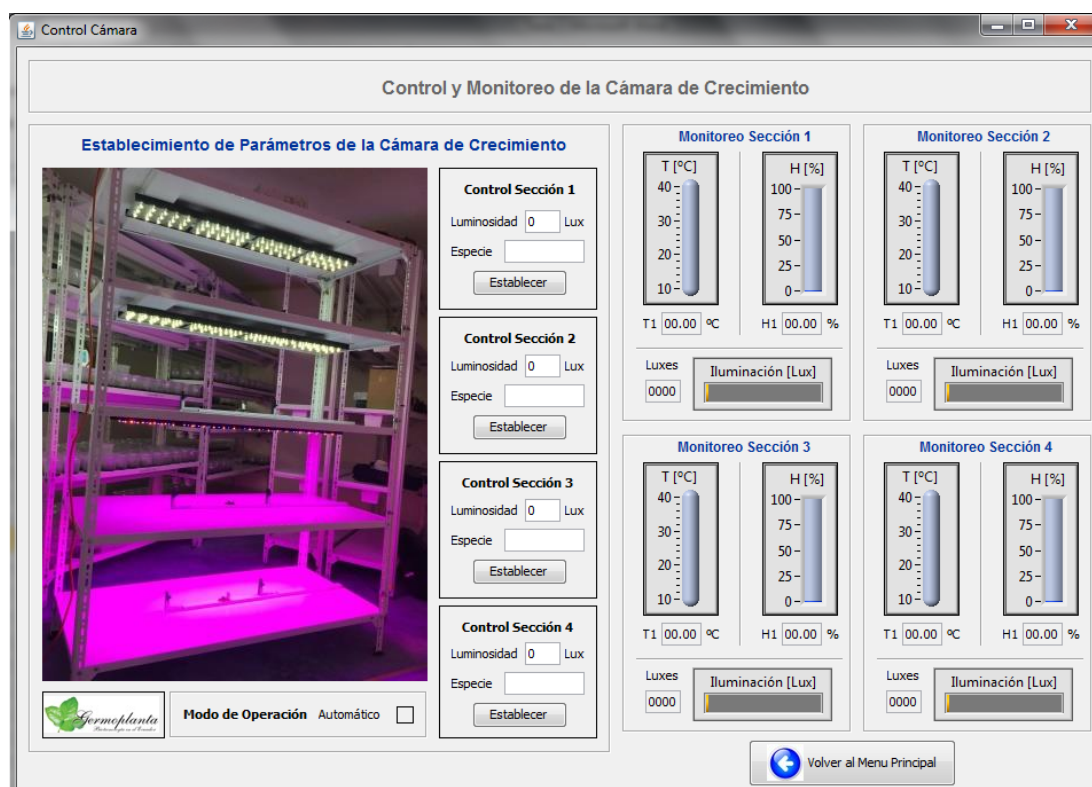 Control Cámara
Control y Monitoreo de la Cámara de Crecimiento
Establecimiento de Parámetros de la Cámara de Crecimiento
Control Sección 1
Luminosidad 0 Lux
Especie
Establecer
Control Sección 2
Luminosidad 0 Lux
Especie
Establecer
Control Sección 3
Luminosidad 0 Lux
Especie
Establecer
Control Sección 4
Luminosidad 0 Lux
Especie
Establecer
Germoplanta
Modo de Operación Automático
Monitoreo Sección 1
T [ºC] H [%]
40 100
30 75
50
20 25
10 0
T1 00.00 ºC H1 00.00 %
Luxes Iluminación [Lux]
0000
Monitoreo Sección 2
T [ºC] H [%]
40 100
30 75
50
20 25
10 0
T1 00.00 ºC H1 00.00 %
Luxes Iluminación [Lux]
0000
Monitoreo Sección 3
T [ºC] H [%]
40 100
30 75
50
20 25
10 0
T1 00.00 ºC H1 00.00 %
Luxes Iluminación [Lux]
0000
Monitoreo Sección 4
T [ºC] H [%]
40 100
30 75
50
20 25
10 0
T1 00.00 ºC H1 00.00 %
Luxes Iluminación [Lux]
0000
Volver al Menu Principal